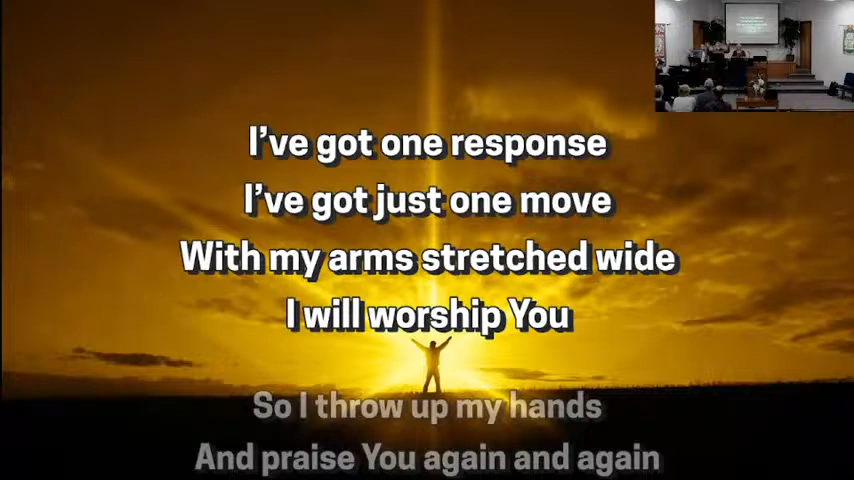 I've got one response
I've got just one move
With my arms stretched wide
I will worship You
So I throw up my hands
And praise You again and again